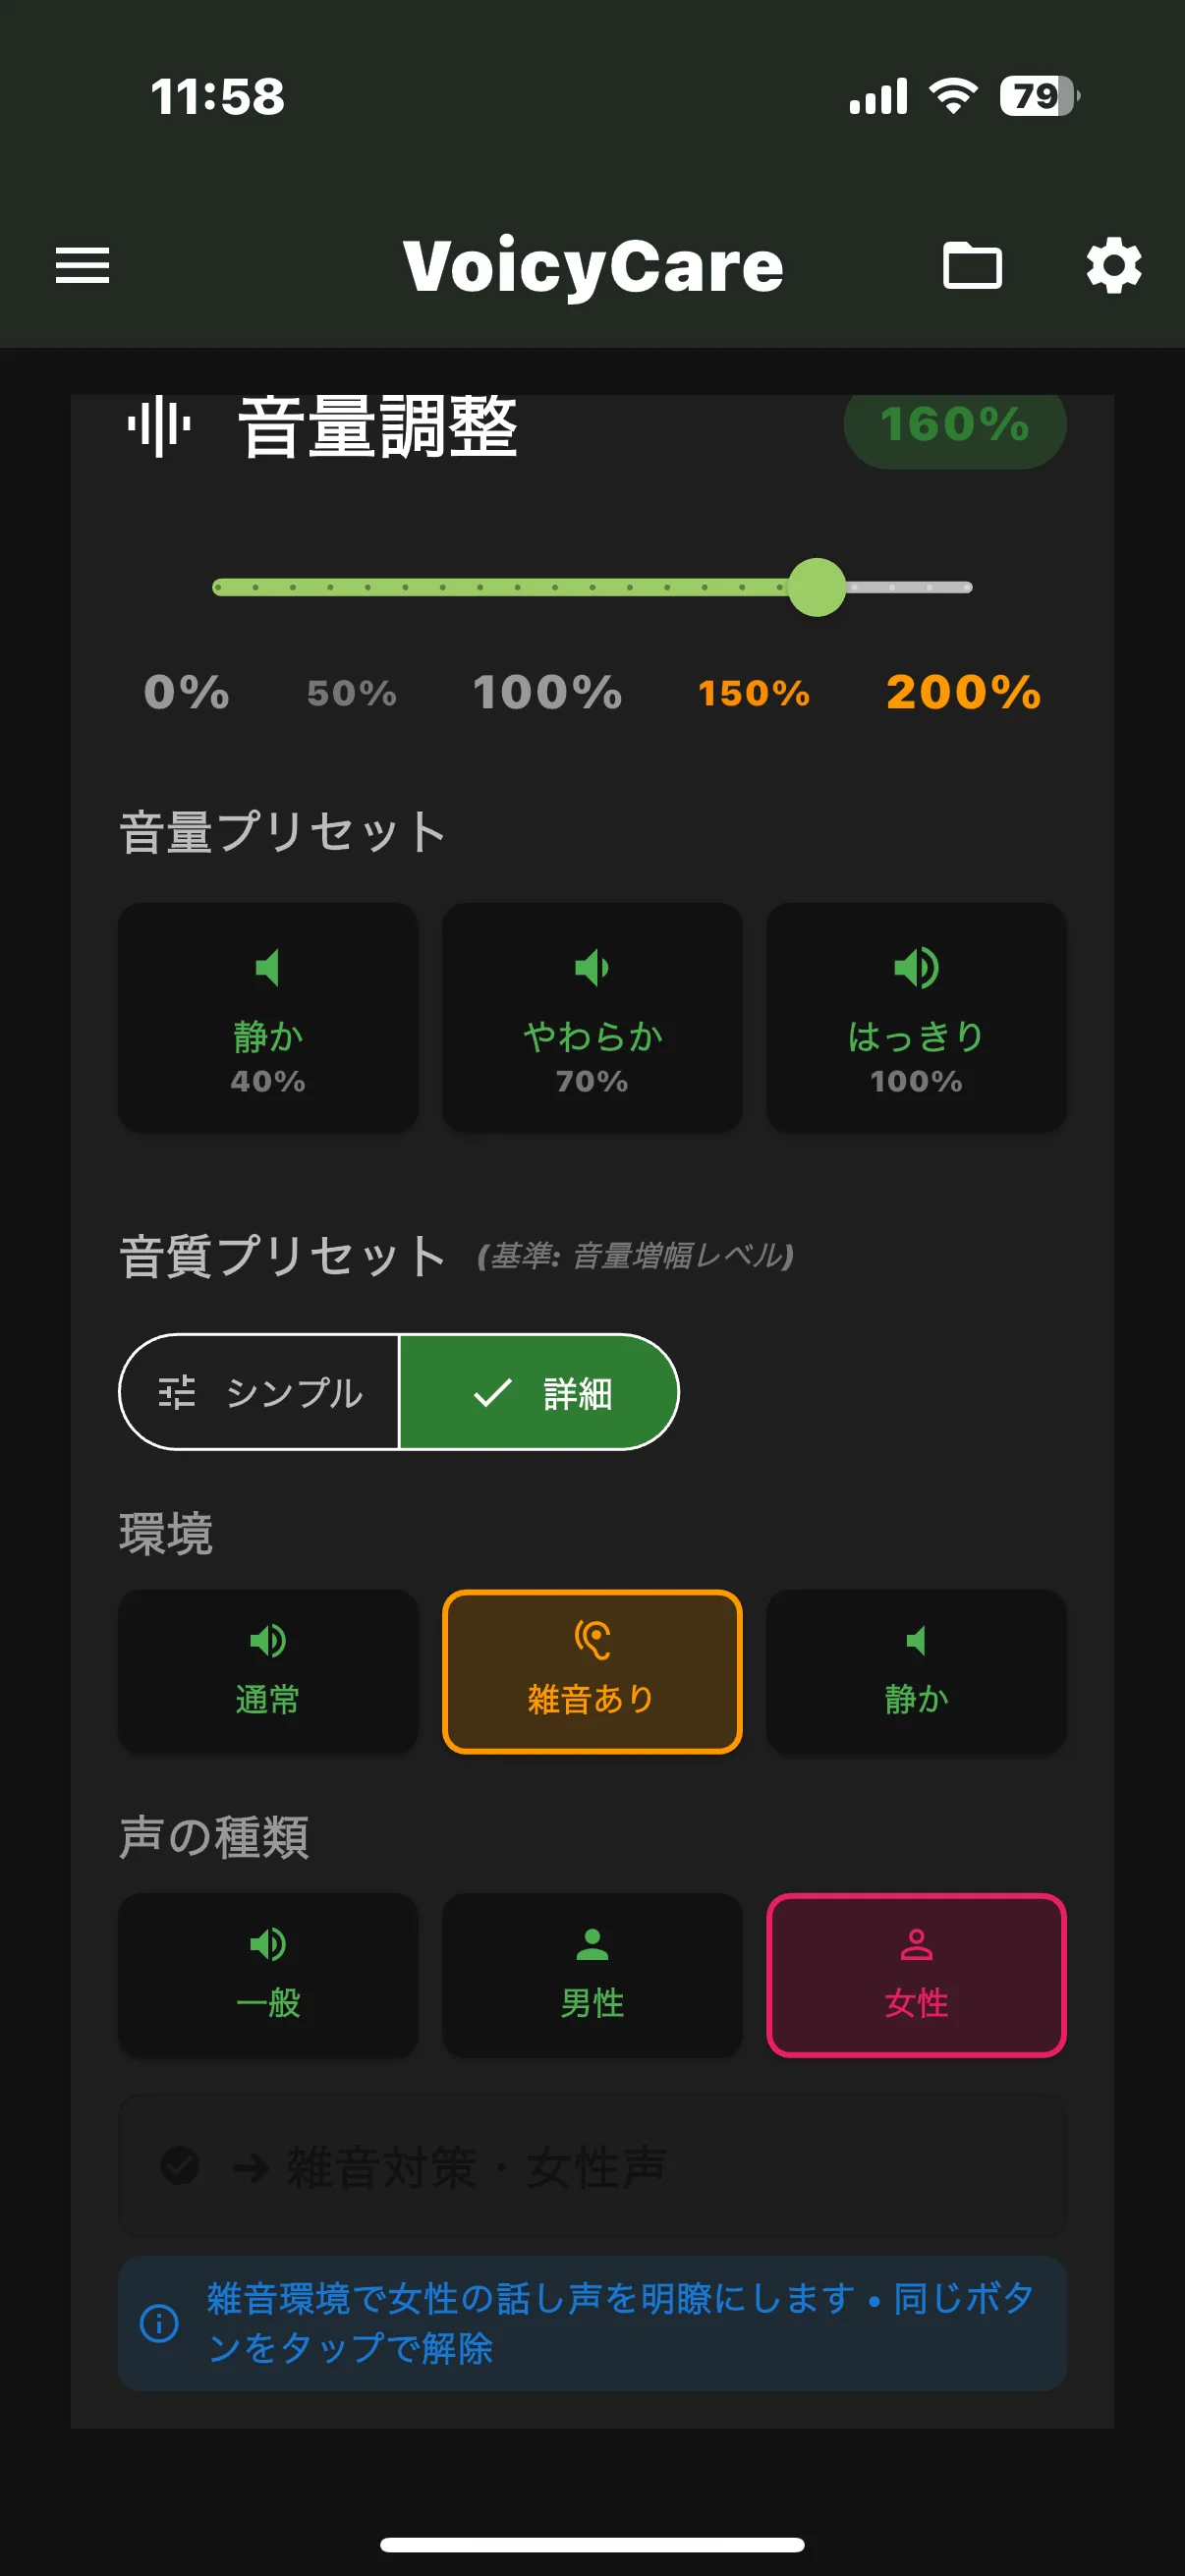 11:58
79
VoicyCare
音量調整
160%
0% 50% 100% 150% 200%
音量プリセット
静か
40%
やわらか
70%
はっきり
100%
音質プリセット (基準: 音量増幅レベル)
シンプル
詳細
環境
通常
雑音あり
静か
声の種類
一般
男性
女性
→ 雑音対策・女性声
雑音環境で女性の話し声を明瞭にします • 同じボタ
ンをタップで解除